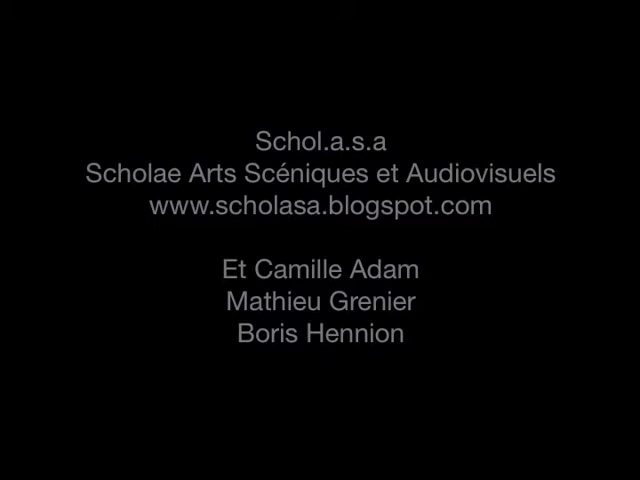 Schol.a.s.a
Scholae Arts Scéniques et Audiovisuels
www.scholasa.blogspot.com
Et Camille Adam
Mathieu Grenier
Boris Hennion